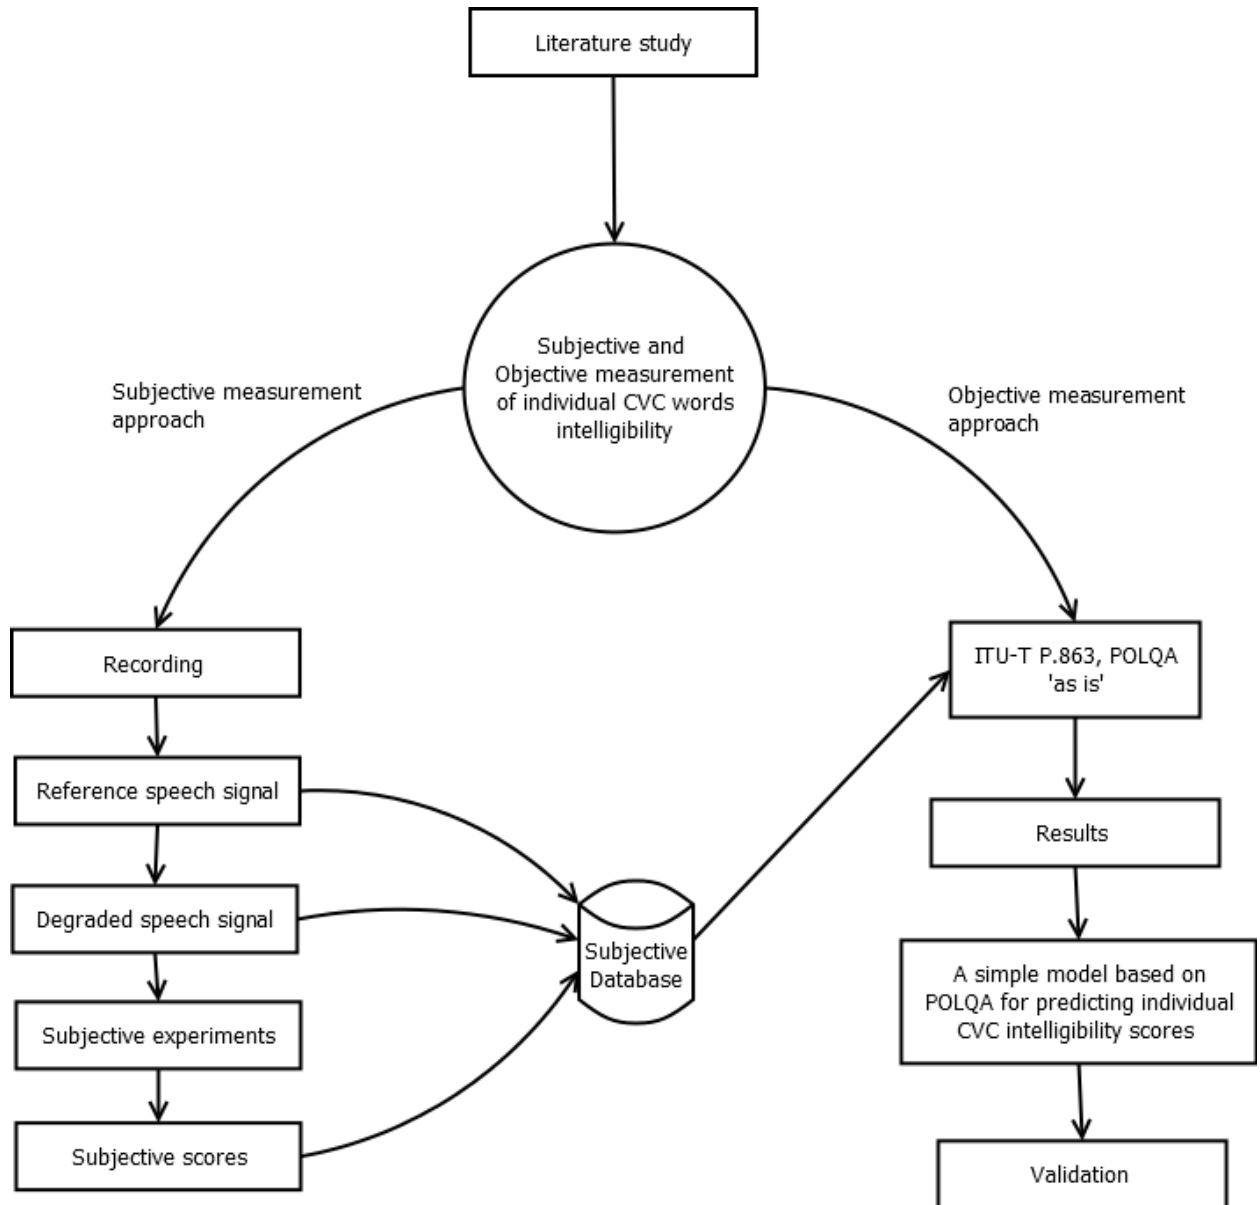 Literature study
Subjective and
Objective measurement
of individual CVC words
intelligibility
Subjective measurement
approach
Objective measurement
approach
Recording
Reference speech signal
Degraded speech signal
Subjective experiments
Subjective scores
Subjective
Database
ITU-T P.863, POLQA
'as is'
Results
A simple model based on
POLQA for predicting individual
CVC intelligibility scores
Validation